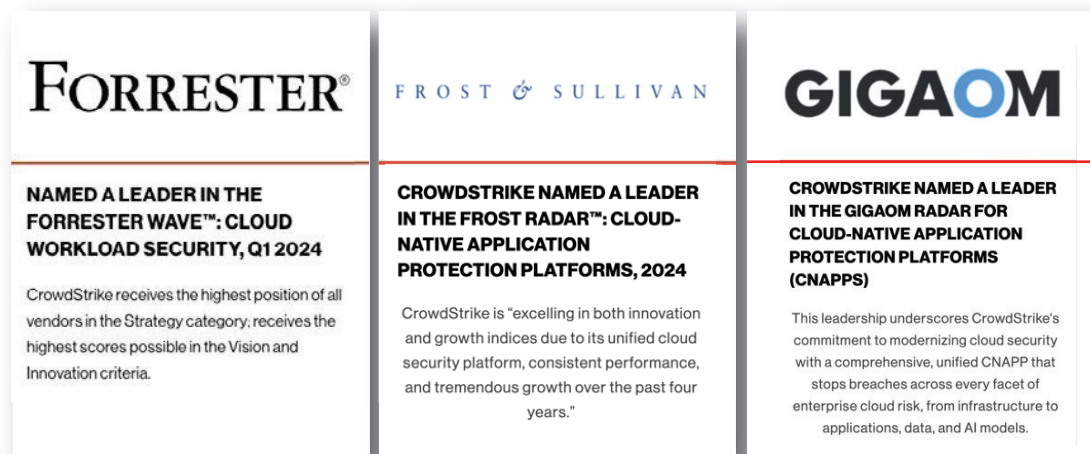 FORRESTER®
NAMED A LEADER IN THE
FORRESTER WAVE™: CLOUD
WORKLOAD SECURITY, Q1 2024
CrowdStrike receives the highest position of all
vendors in the Strategy category; receives the
highest scores possible in the Vision and
Innovation criteria.
FROST & SULLIVAN
CROWDSTRIKE NAMED A LEADER
IN THE FROST RADAR™: CLOUD-
NATIVE APPLICATION
PROTECTION PLATFORMS, 2024
CrowdStrike is “excelling in both innovation
and growth indices due to its unified cloud
security platform, consistent performance,
and tremendous growth over the past four
years.”
GIGAOM
CROWDSTRIKE NAMED A LEADER
IN THE GIGAOM RADAR FOR
CLOUD-NATIVE APPLICATION
PROTECTION PLATFORMS
(CNAPPS)
This leadership underscores CrowdStrike's
commitment to modernizing cloud security
with a comprehensive, unified CNAPP that
stops breaches across every facet of
enterprise cloud risk, from infrastructure to
applications, data, and AI models.